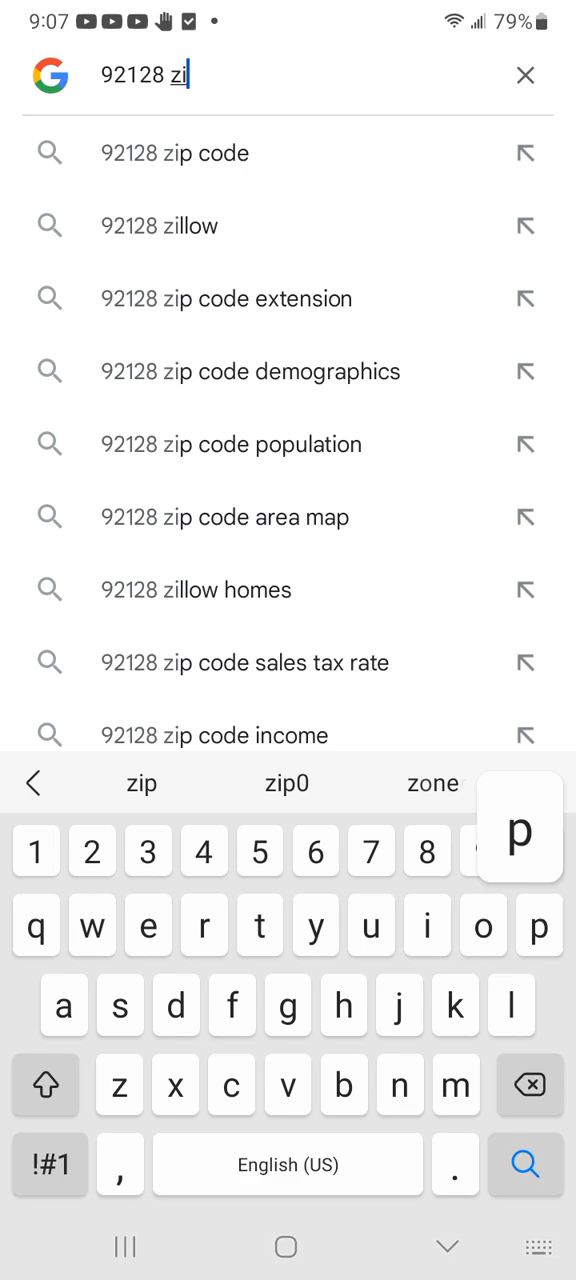 9:07 79%
92128 zi
92128 zip code
92128 zillow
92128 zip code extension
92128 zip code demographics
92128 zip code population
92128 zip code area map
92128 zillow homes
92128 zip code sales tax rate
92128 zip code income
zip zip0 zone
p
1 2 3 4 5 6 7 8
q w e r t y u i o p
a s d f g h j k l
z x c v b n m
!#1 , English (US) .